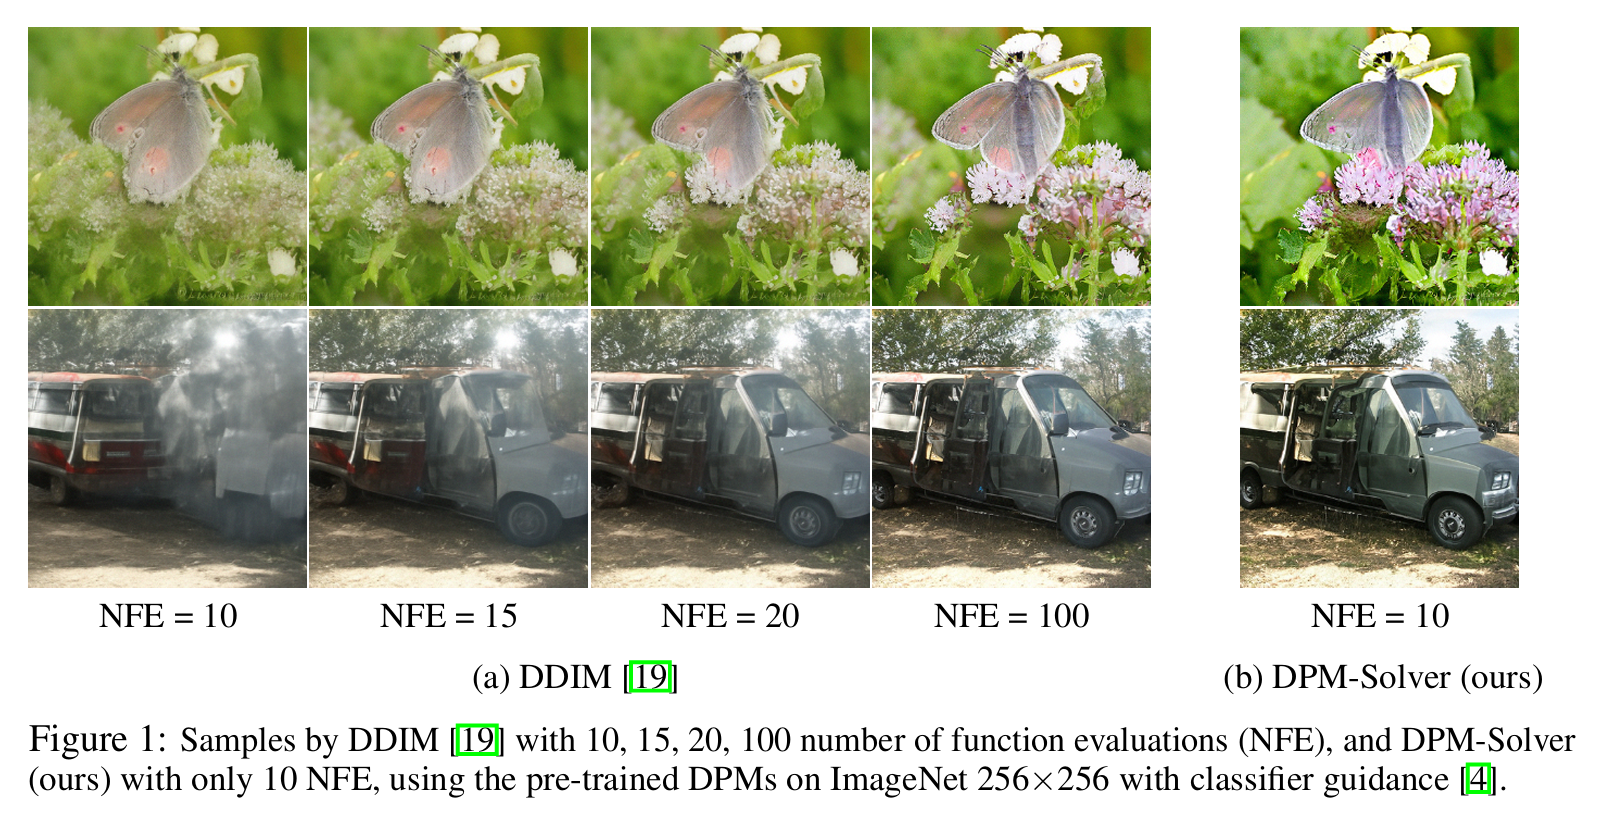 NFE = 10
NFE = 15
NFE = 20
NFE = 100
NFE = 10
(a) DDIM [19]
(b) DPM-Solver (ours)
Figure 1: Samples by DDIM [19] with 10, 15, 20, 100 number of function evaluations (NFE), and DPM-Solver
(ours) with only 10 NFE, using the pre-trained DPMs on ImageNet 256×256 with classifier guidance [4].